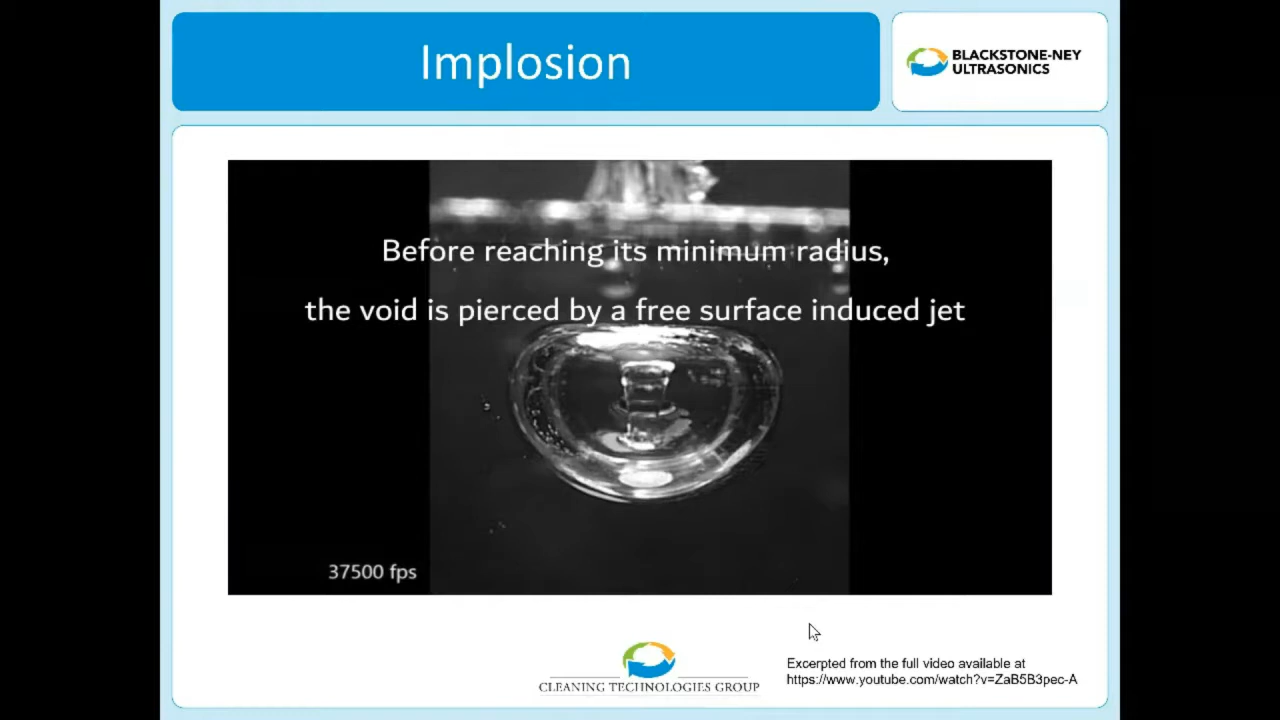 Implosion
BLACKSTONE-NEY
ULTRASONICS
Before reaching its minimum radius,
the void is pierced by a free surface induced jet
37500 fps
CLEANING TECHNOLOGIES GROUP
Excerpted from the full video available at
https://www.youtube.com/watch?v=ZaB5B3pec-A